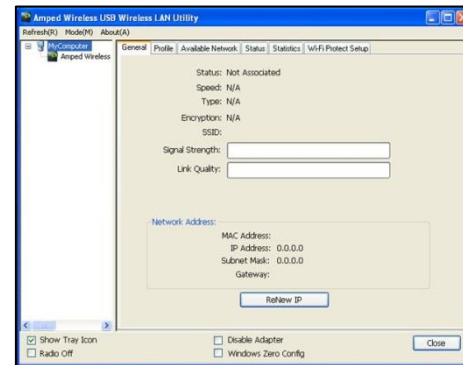 Amped Wireless USB Wireless LAN Utility
Refresh(R) Mode(M) About(A)
MyComputer
Amped Wireless
General Profile Available Network Status Statistics Wi-Fi Protect Setup
Status: Not Associated
Speed: N/A
Type: N/A
Encryption: N/A
SSID:
Signal Strength:
Link Quality:
Network Address:
MAC Address:
IP Address: 0.0.0.0
Subnet Mask: 0.0.0.0
Gateway:
ReNew IP
Show Tray Icon Disable Adapter
Radio Off Windows Zero Config
Close